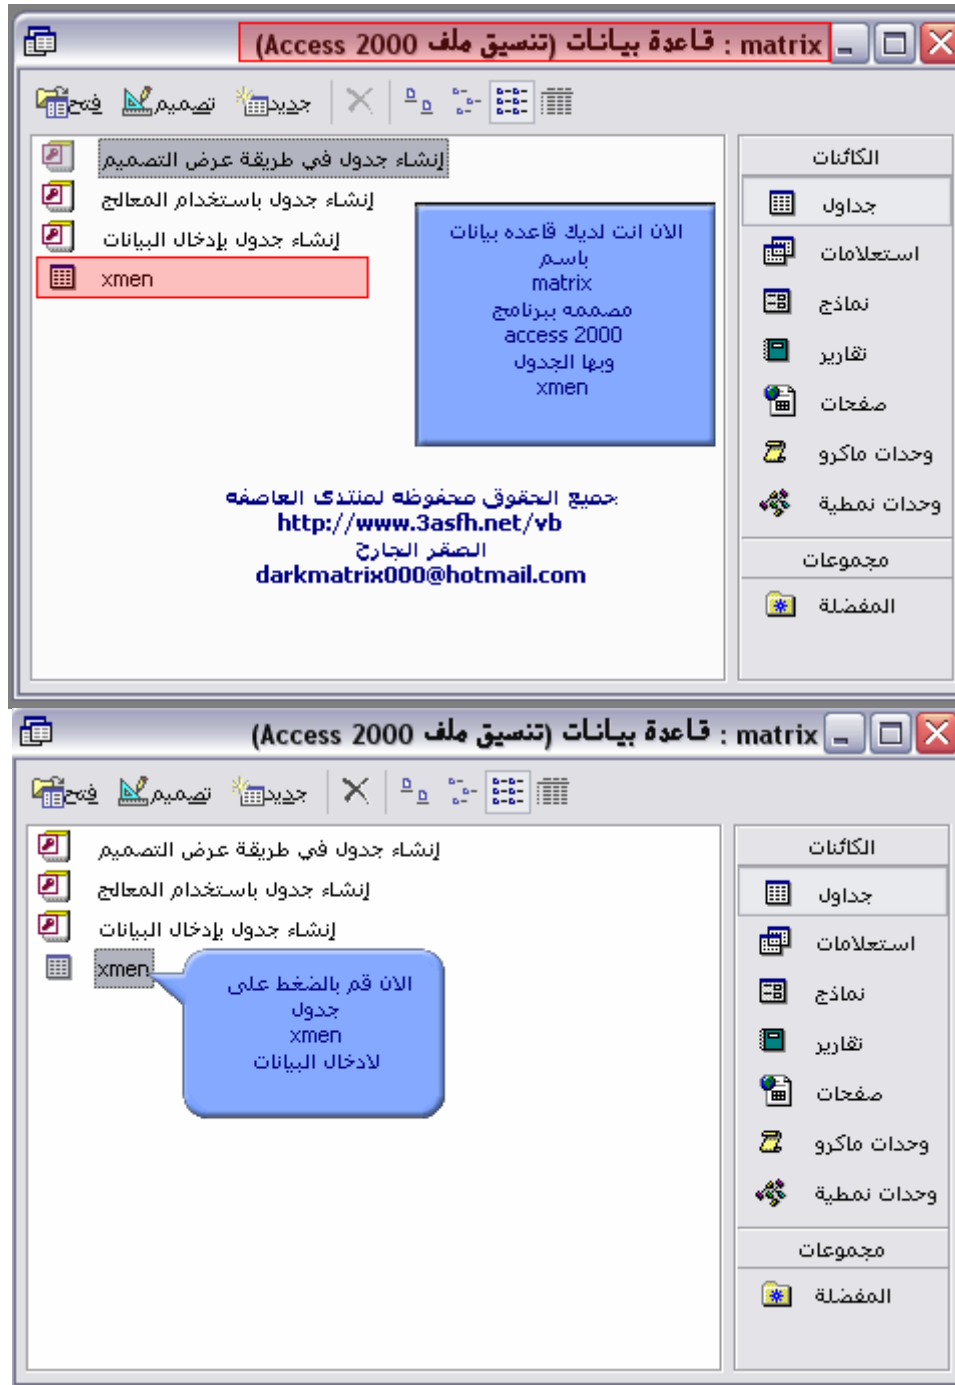 matrix : قاعدة بيانات (تنسيق ملف Access 2000)
فتح تصميم جديد
الكائنات
جداول
استعلامات
نماذج
تقارير
صفحات
وحدات ماكرو
وحدات نمطية
مجموعات
المفضلة
إنشاء جدول في طريقة عرض التصميم
إنشاء جدول باستخدام المعالج
إنشاء جدول بإدخال البيانات
xmen
الان انت لديك قاعده بيانات
باسم
matrix
مصممه ببرنامج
access 2000
وبها الجدول
xmen
جميع الحقوق محفوظه لمنتدى العاصفه
http://www.3asfh.net/vb
الصقر الجارح
darkmatrix000@hotmail.com
matrix : قاعدة بيانات (تنسيق ملف Access 2000)
فتح تصميم جديد
الكائنات
جداول
استعلامات
نماذج
تقارير
صفحات
وحدات ماكرو
وحدات نمطية
مجموعات
المفضلة
إنشاء جدول في طريقة عرض التصميم
إنشاء جدول باستخدام المعالج
إنشاء جدول بإدخال البيانات
xmen
الان قم بالضغط على
جدول
xmen
لادخال البيانات